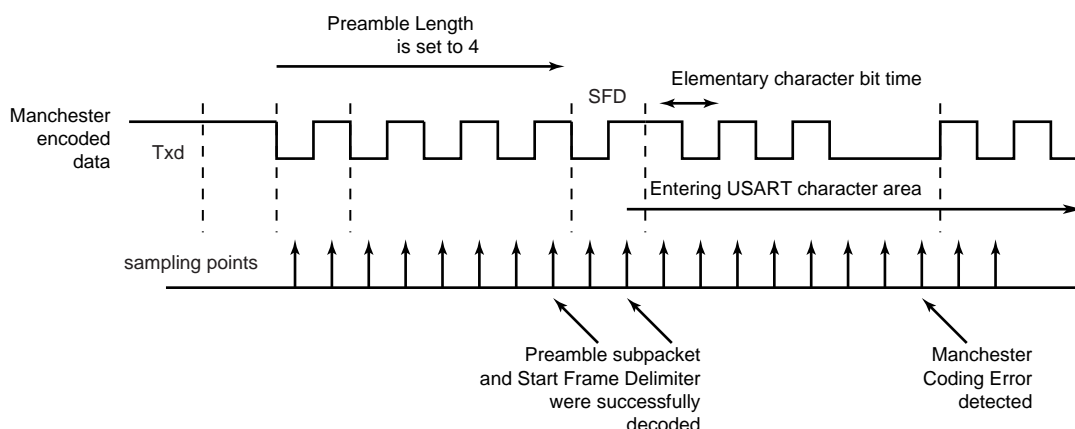 Preamble Length
is set to 4
Elementary character bit time
SFD
Manchester
encoded
data
Txd
Entering USART character area
sampling points
Preamble subpacket
and Start Frame Delimiter
were successfully
decoded
Manchester
Coding Error
detected